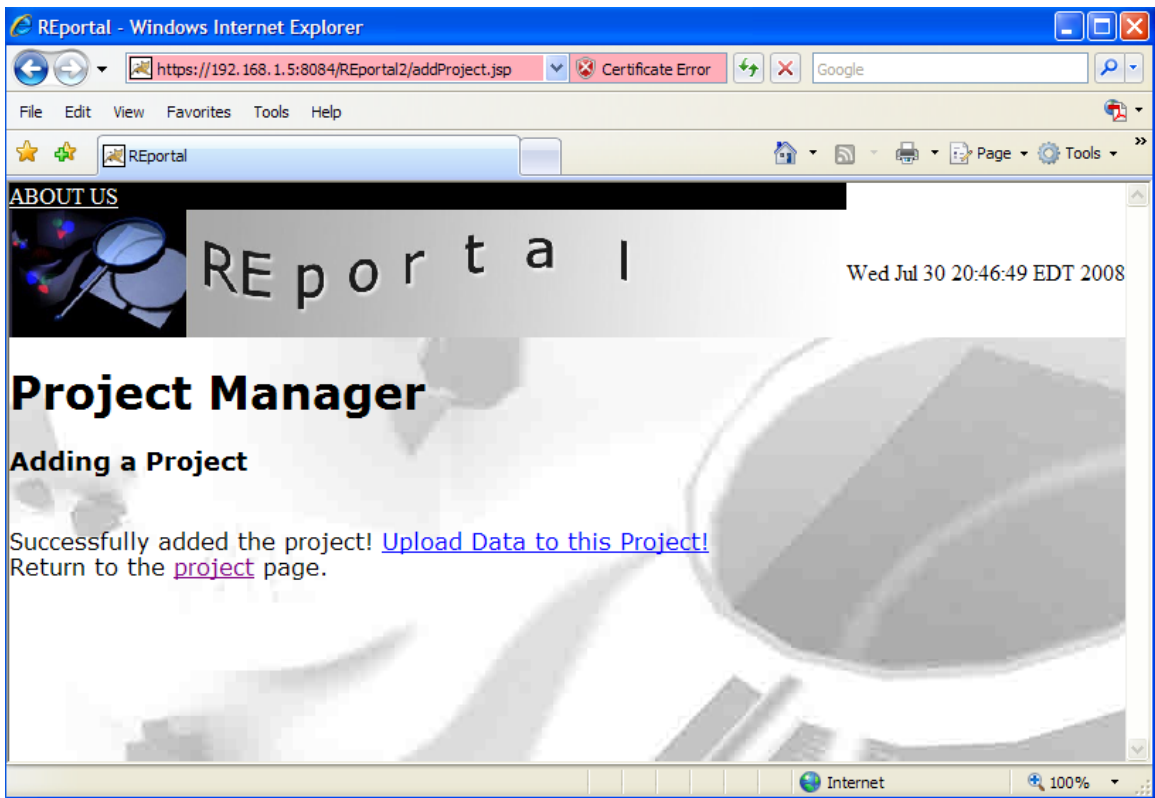 REportal - Windows Internet Explorer
https://192.168.1.5:8084/REportal2/addProject.jsp Certificate Error Google
File Edit View Favorites Tools Help
REportal Page Tools »
ABOUT US
REportal
Wed Jul 30 20:46:49 EDT 2008
Project Manager
Adding a Project
Successfully added the project! Upload Data to this Project!
Return to the project page.
Internet 100%